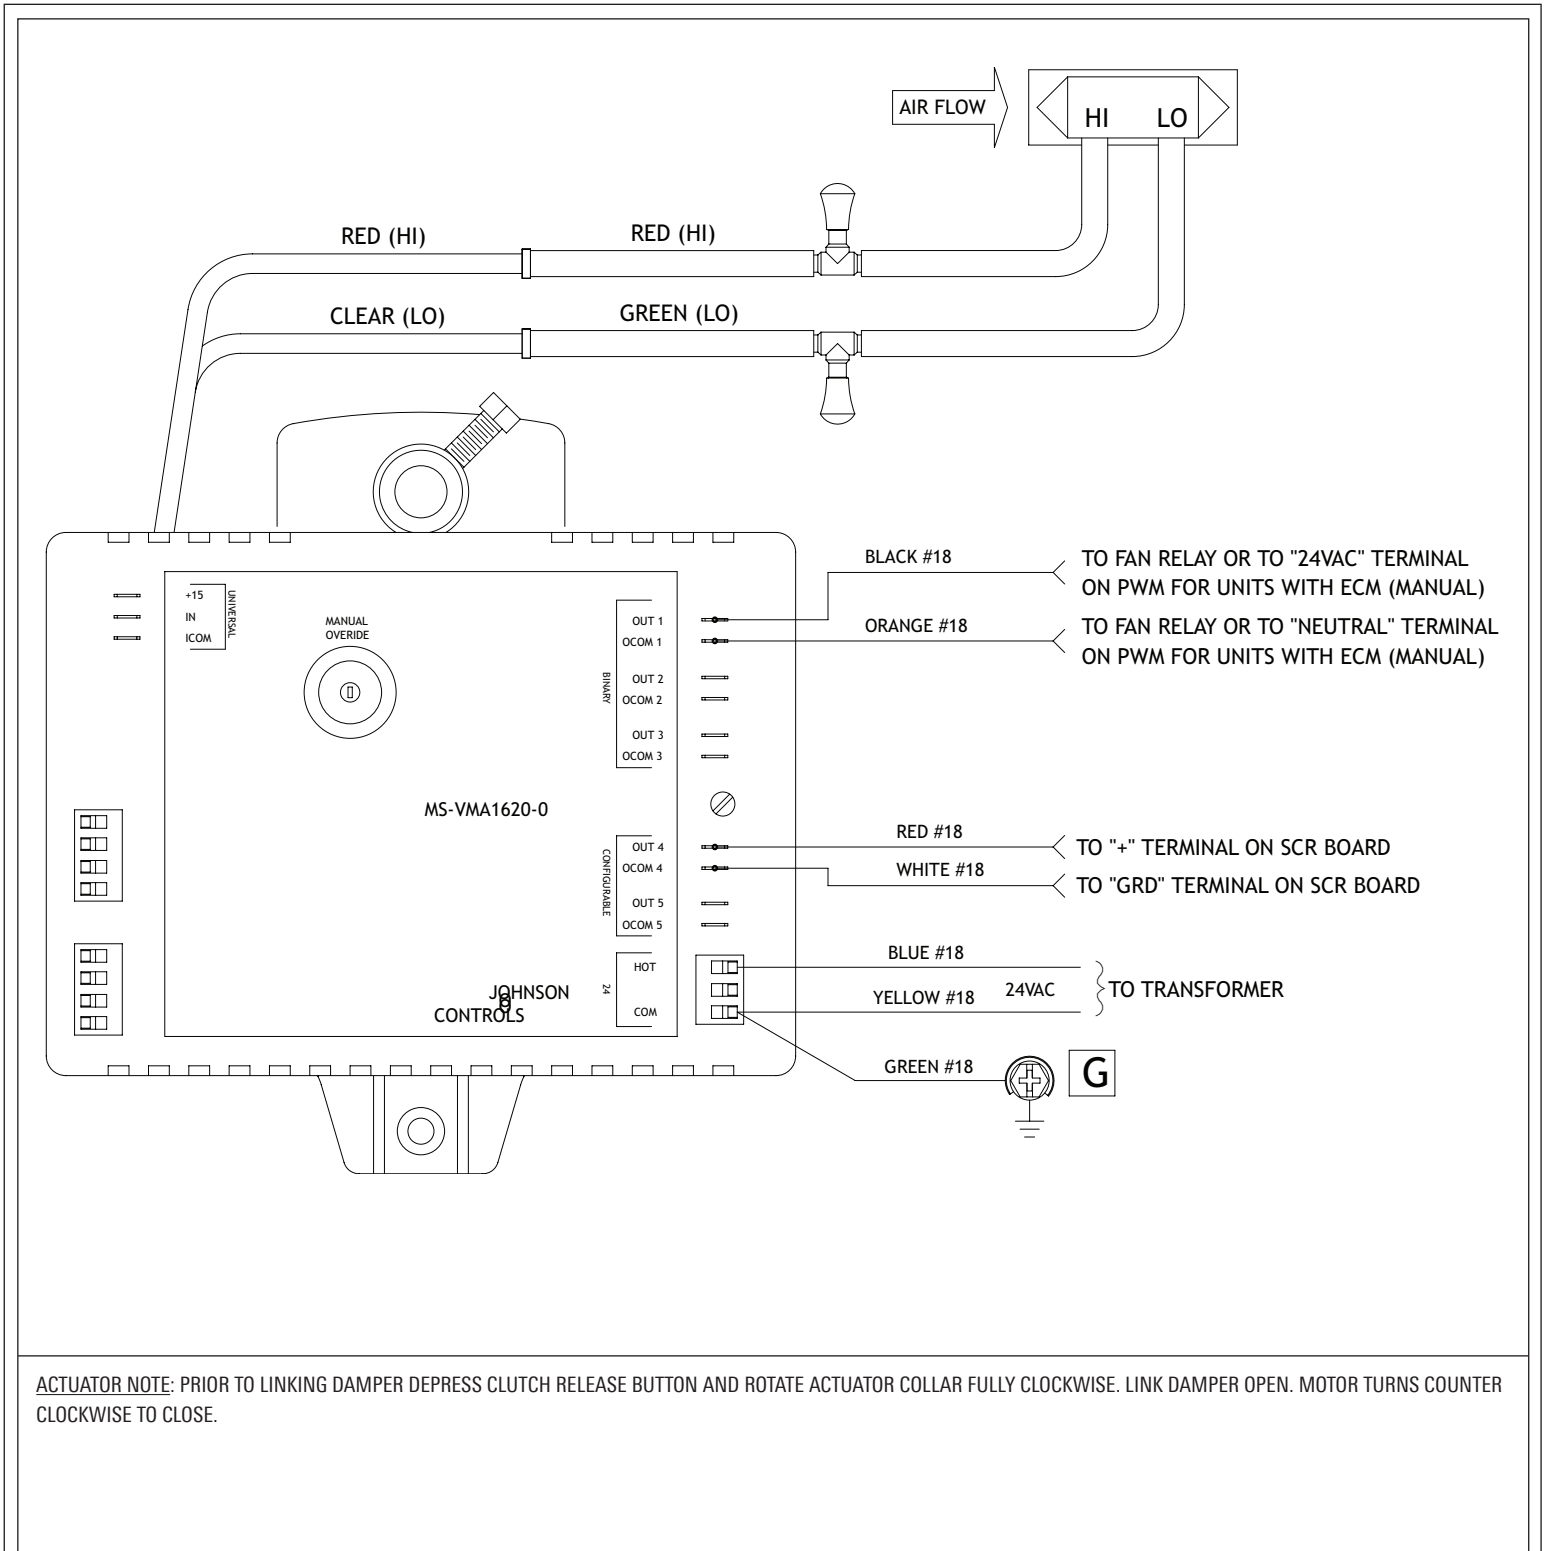 AIR FLOW
HI LO
RED (HI)
RED (HI)
CLEAR (LO)
GREEN (LO)
+15
IN
ICOM
UNIVERSAL
MANUAL
OVERIDE
MS-VMA1620-0
JOHNSON
CONTROLS
BINARY
OUT 1
OCOM 1
OUT 2
OCOM 2
OUT 3
OCOM 3
CONFIGURABLE
OUT 4
OCOM 4
OUT 5
OCOM 5
24
HOT
COM
BLACK #18
TO FAN RELAY OR TO "24VAC" TERMINAL
ON PWM FOR UNITS WITH ECM (MANUAL)
ORANGE #18
TO FAN RELAY OR TO "NEUTRAL" TERMINAL
ON PWM FOR UNITS WITH ECM (MANUAL)
RED #18
TO "+" TERMINAL ON SCR BOARD
WHITE #18
TO "GRD" TERMINAL ON SCR BOARD
BLUE #18
YELLOW #18
24VAC
TO TRANSFORMER
GREEN #18
G
ACTUATOR NOTE: PRIOR TO LINKING DAMPER DEPRESS CLUTCH RELEASE BUTTON AND ROTATE ACTUATOR COLLAR FULLY CLOCKWISE. LINK DAMPER OPEN. MOTOR TURNS COUNTER
CLOCKWISE TO CLOSE.